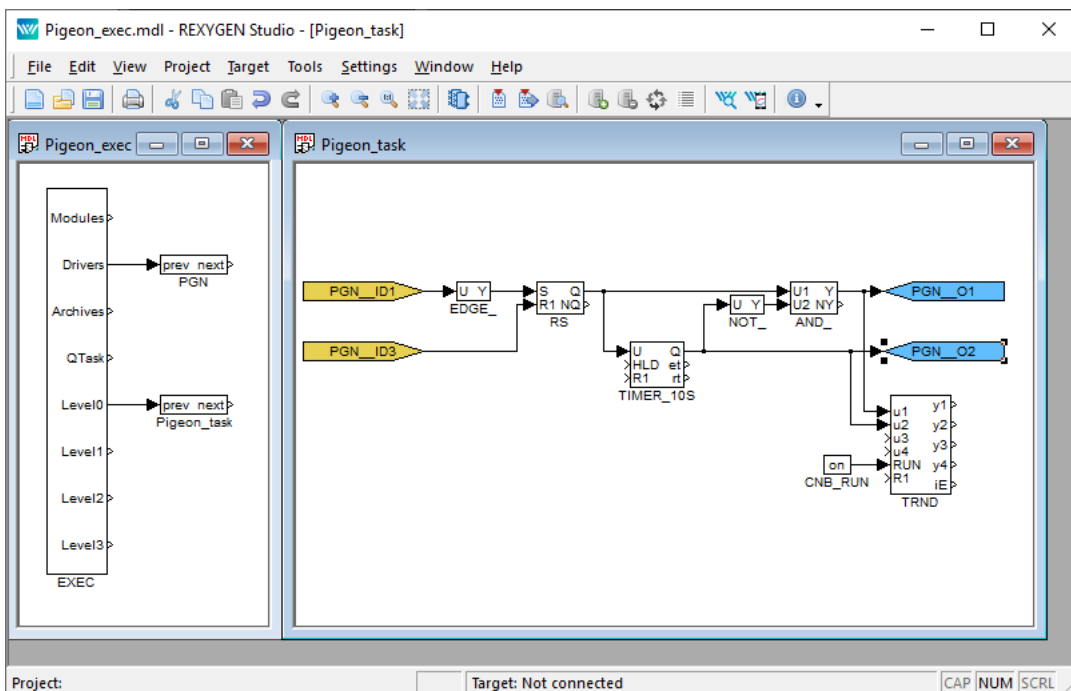 Pigeon_exec.mdl - REXYGEN Studio - [Pigeon_task]
File Edit View Project Target Tools Settings Window Help
Pigeon_exec
Modules
Drivers
prev next
PGN
Archives
QTask
Level0
prev next
Pigeon_task
Level1
Level2
Level3
EXEC
Pigeon_task
PGN__ID1
U Y
EDGE_
S Q
R1 NQ
RS
U1 Y
U2 NY
AND_
PGN__O1
U Y
NOT_
PGN__ID3
U Q
HLD et
R1 rt
TIMER_10S
PGN__O2
u1 y1
u2 y2
u3 y3
u4 y4
RUN
R1 iE
TRND
on
CNB_RUN
Project:
Target: Not connected
CAP NUM SCRL